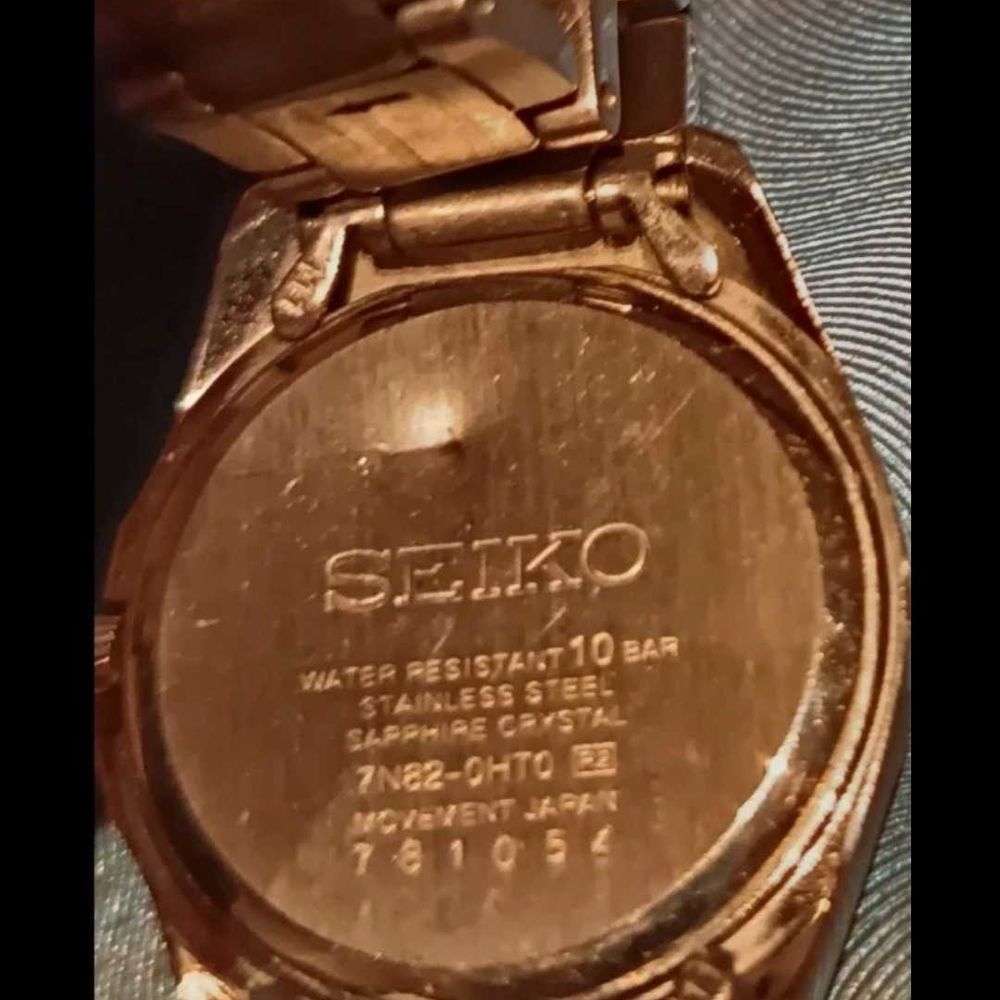 SEIKO
WATER RESISTANT 10 BAR
STAINLESS STEEL
SAPPHIRE CRYSTAL
7N82-0HT0 R2
MOVEMENT JAPAN
781054